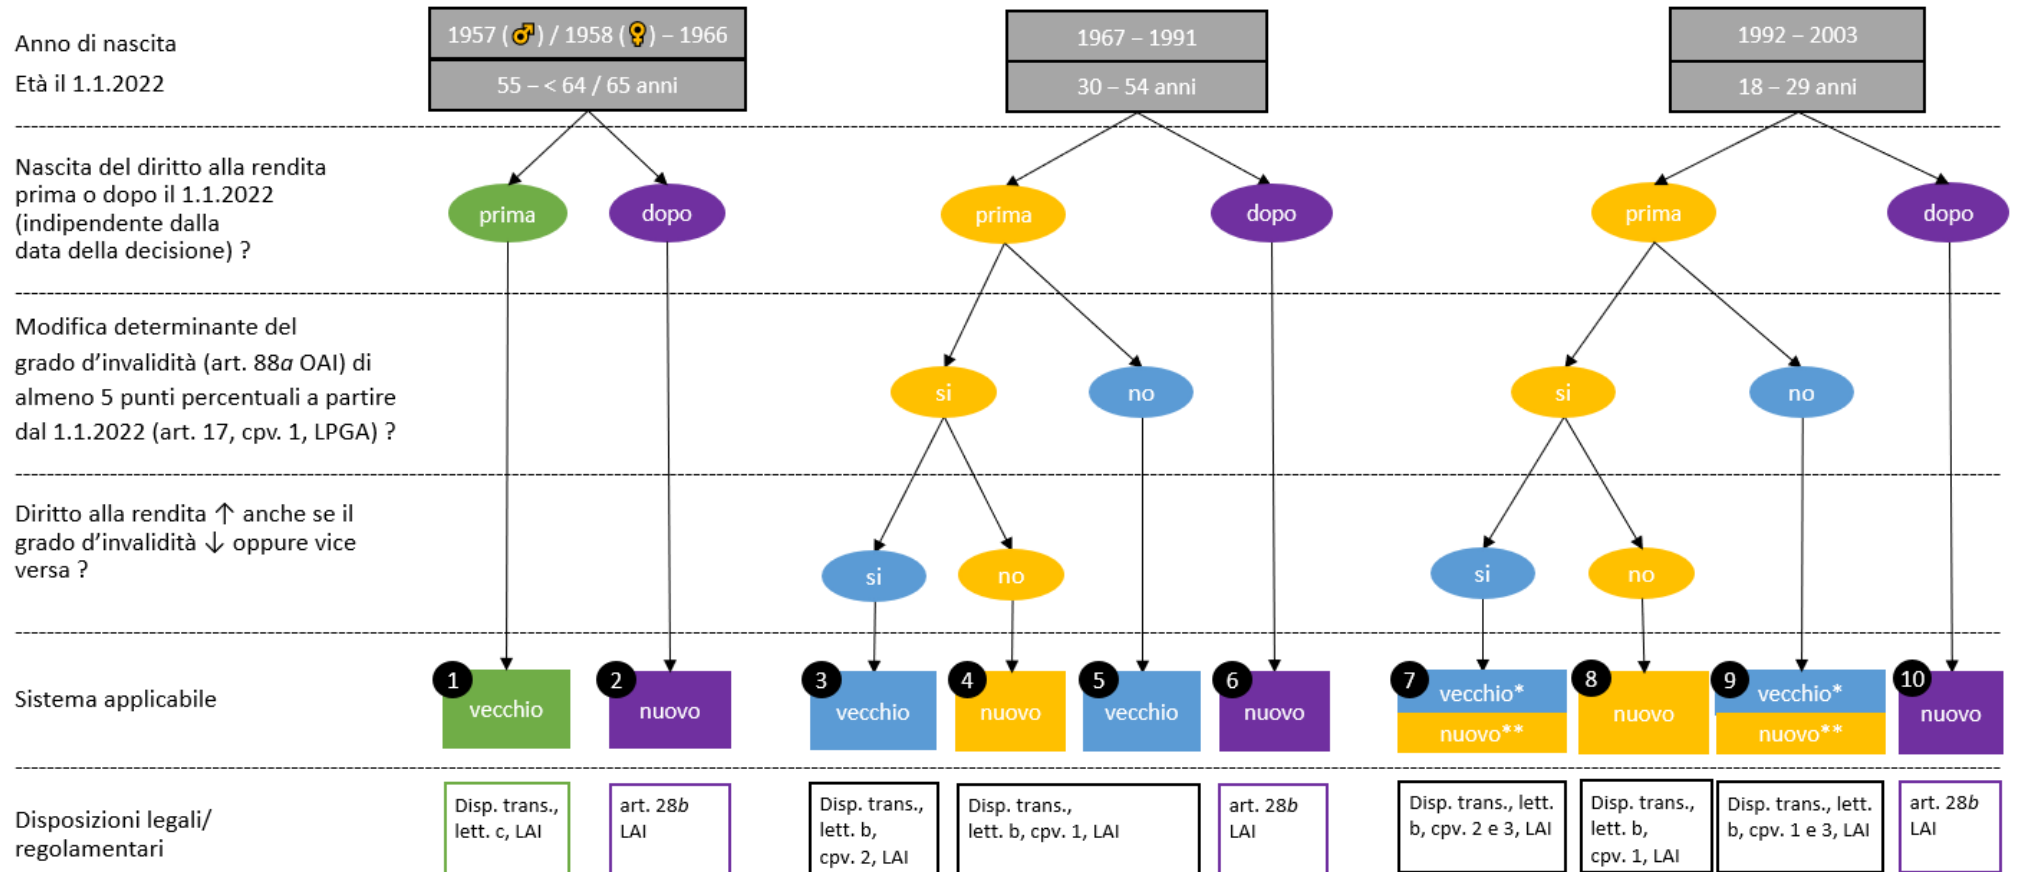 Anno di nascita
Età il 1.1.2022
1957 (♂) / 1958 (♀) – 1966
55 – < 64 / 65 anni
1967 – 1991
30 – 54 anni
1992 – 2003
18 – 29 anni
Nascita del diritto alla rendita
prima o dopo il 1.1.2022
(indipendente dalla
data della decisione) ?
prima
dopo
prima
dopo
prima
dopo
Modifica determinante del
grado d’invalidità (art. 88a OAI) di
almeno 5 punti percentuali a partire
dal 1.1.2022 (art. 17, cpv. 1, LPGA) ?
si
no
si
no
Diritto alla rendita ↑ anche se il
grado d’invalidità ↓ oppure vice
versa ?
si
no
si
no
Sistema applicabile
1
vecchio
2
nuovo
3
vecchio
4
nuovo
5
vecchio
6
nuovo
7
vecchio*
nuovo**
8
nuovo
9
vecchio*
nuovo**
10
nuovo
Disposizioni legali/
regolamentari
Disp. trans.,
lett. c, LAI
art. 28b
LAI
Disp. trans.,
lett. b,
cpv. 2, LAI
Disp. trans.,
lett. b, cpv. 1, LAI
art. 28b
LAI
Disp. trans., lett.
b, cpv. 2 e 3, LAI
Disp. trans.,
lett. b,
cpv. 1, LAI
Disp. trans., lett.
b, cpv. 1 e 3, LAI
art. 28b
LAI